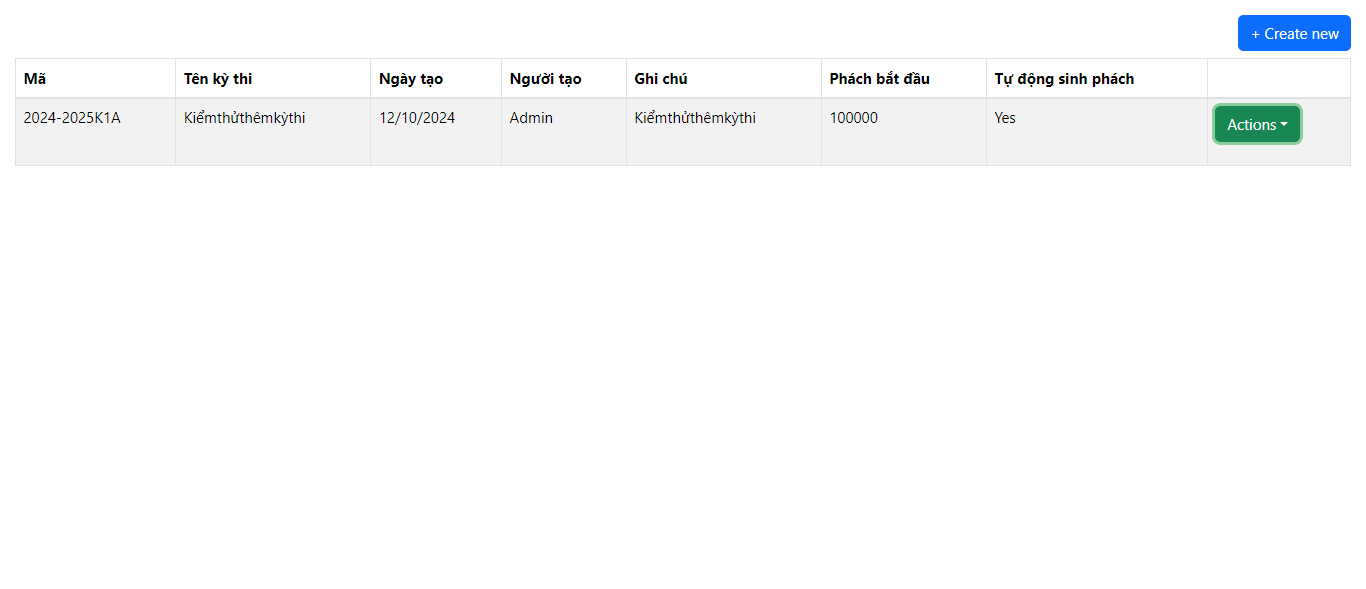 + Create new
Mã Tên kỳ thi Ngày tạo Người tạo Ghi chú Phách bắt đầu Tự động sinh phách
2024-2025K1A Kiểmthửthêmkỳthi 12/10/2024 Admin Kiểmthửthêmkỳthi 100000 Yes Actions